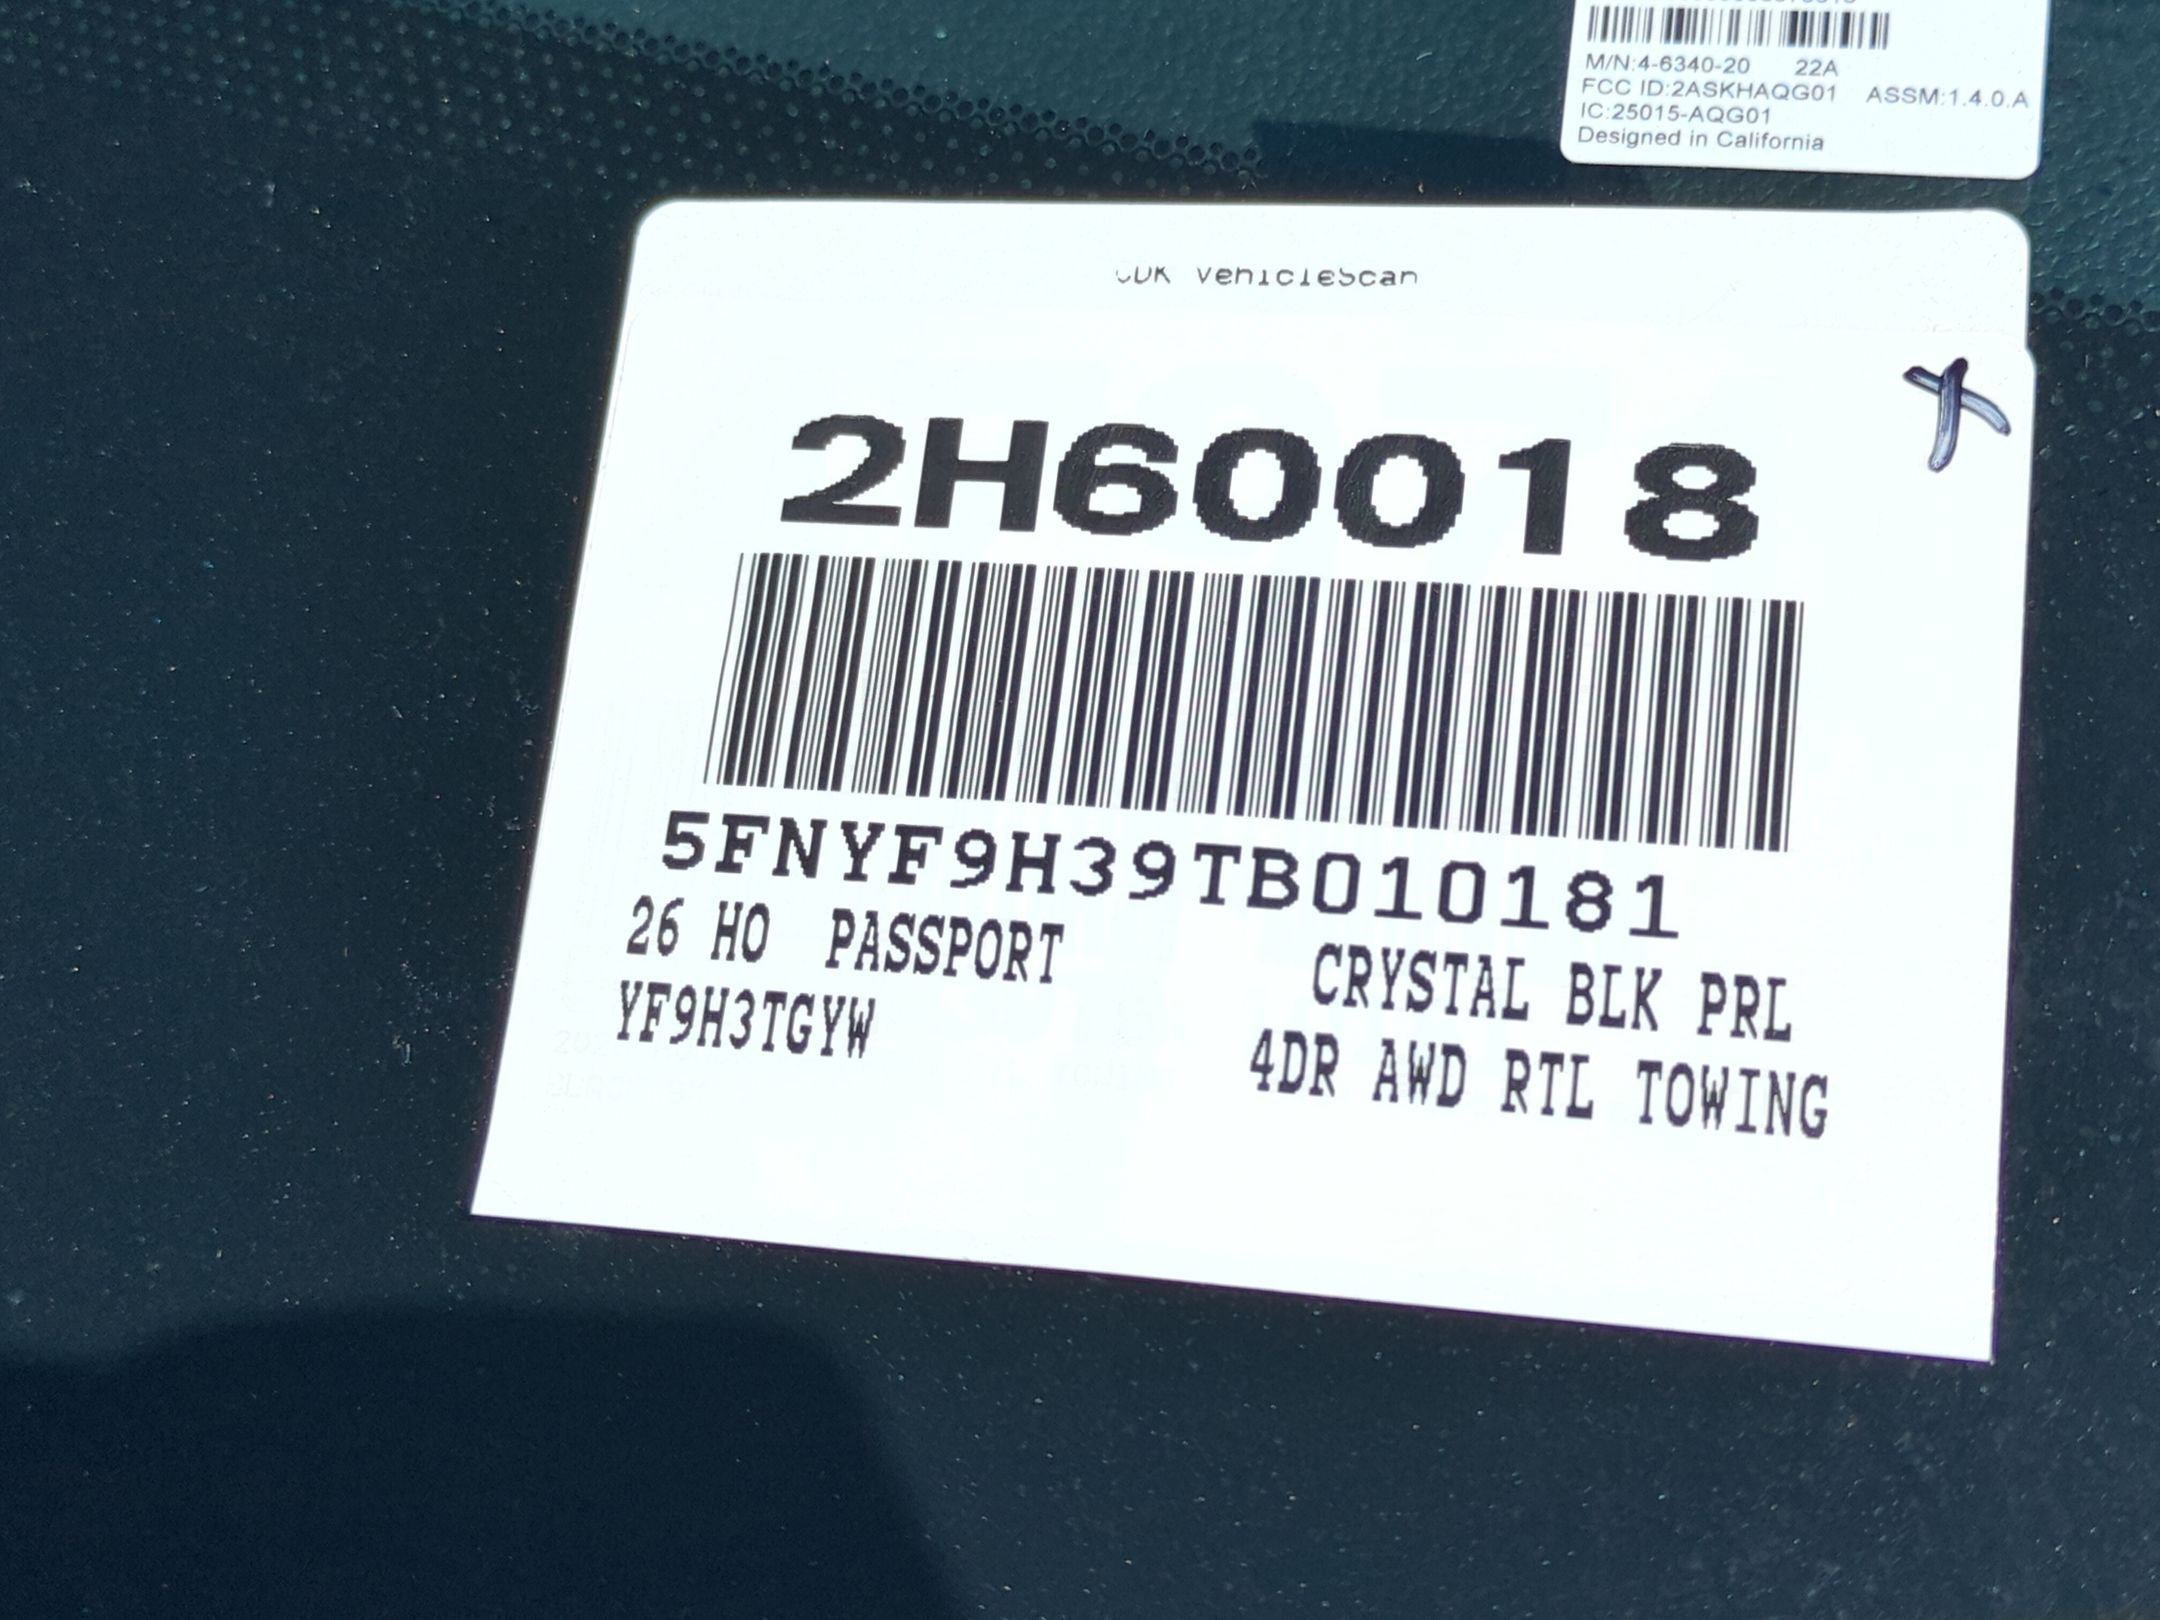 M/N:4-6340-20 22A
FCC ID:2ASKHAQG01 ASSM:1.4.0.A
IC:25015-AQG01
Designed in California
CDK VehicleScan
2H60018
5FNYF9H39TB010181
26 HO PASSPORT CRYSTAL BLK PRL
YF9H3TGYW 4DR AWD RTL TOWING